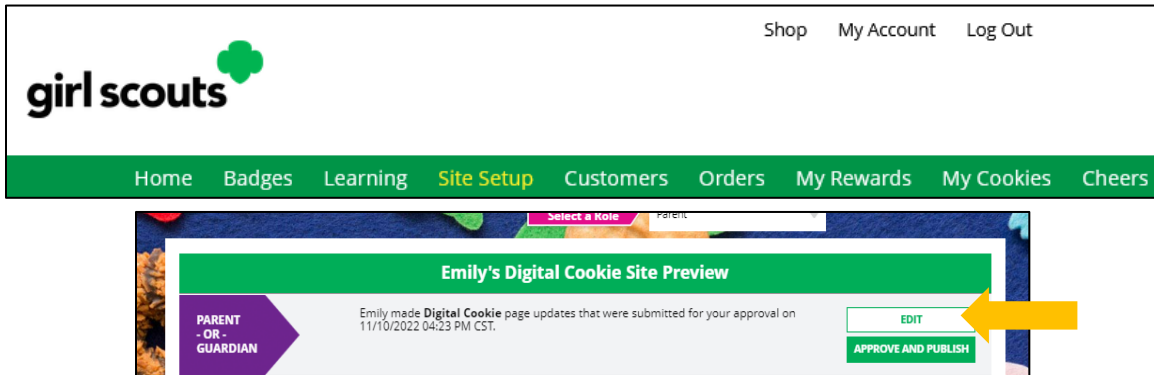 Shop My Account Log Out
girl scouts
Home Badges Learning Site Setup Customers Orders My Rewards My Cookies Cheers
Select a Role Parent
Emily's Digital Cookie Site Preview
PARENT
- OR -
GUARDIAN
Emily made Digital Cookie page updates that were submitted for your approval on
11/10/2022 04:23 PM CST.
EDIT
APPROVE AND PUBLISH